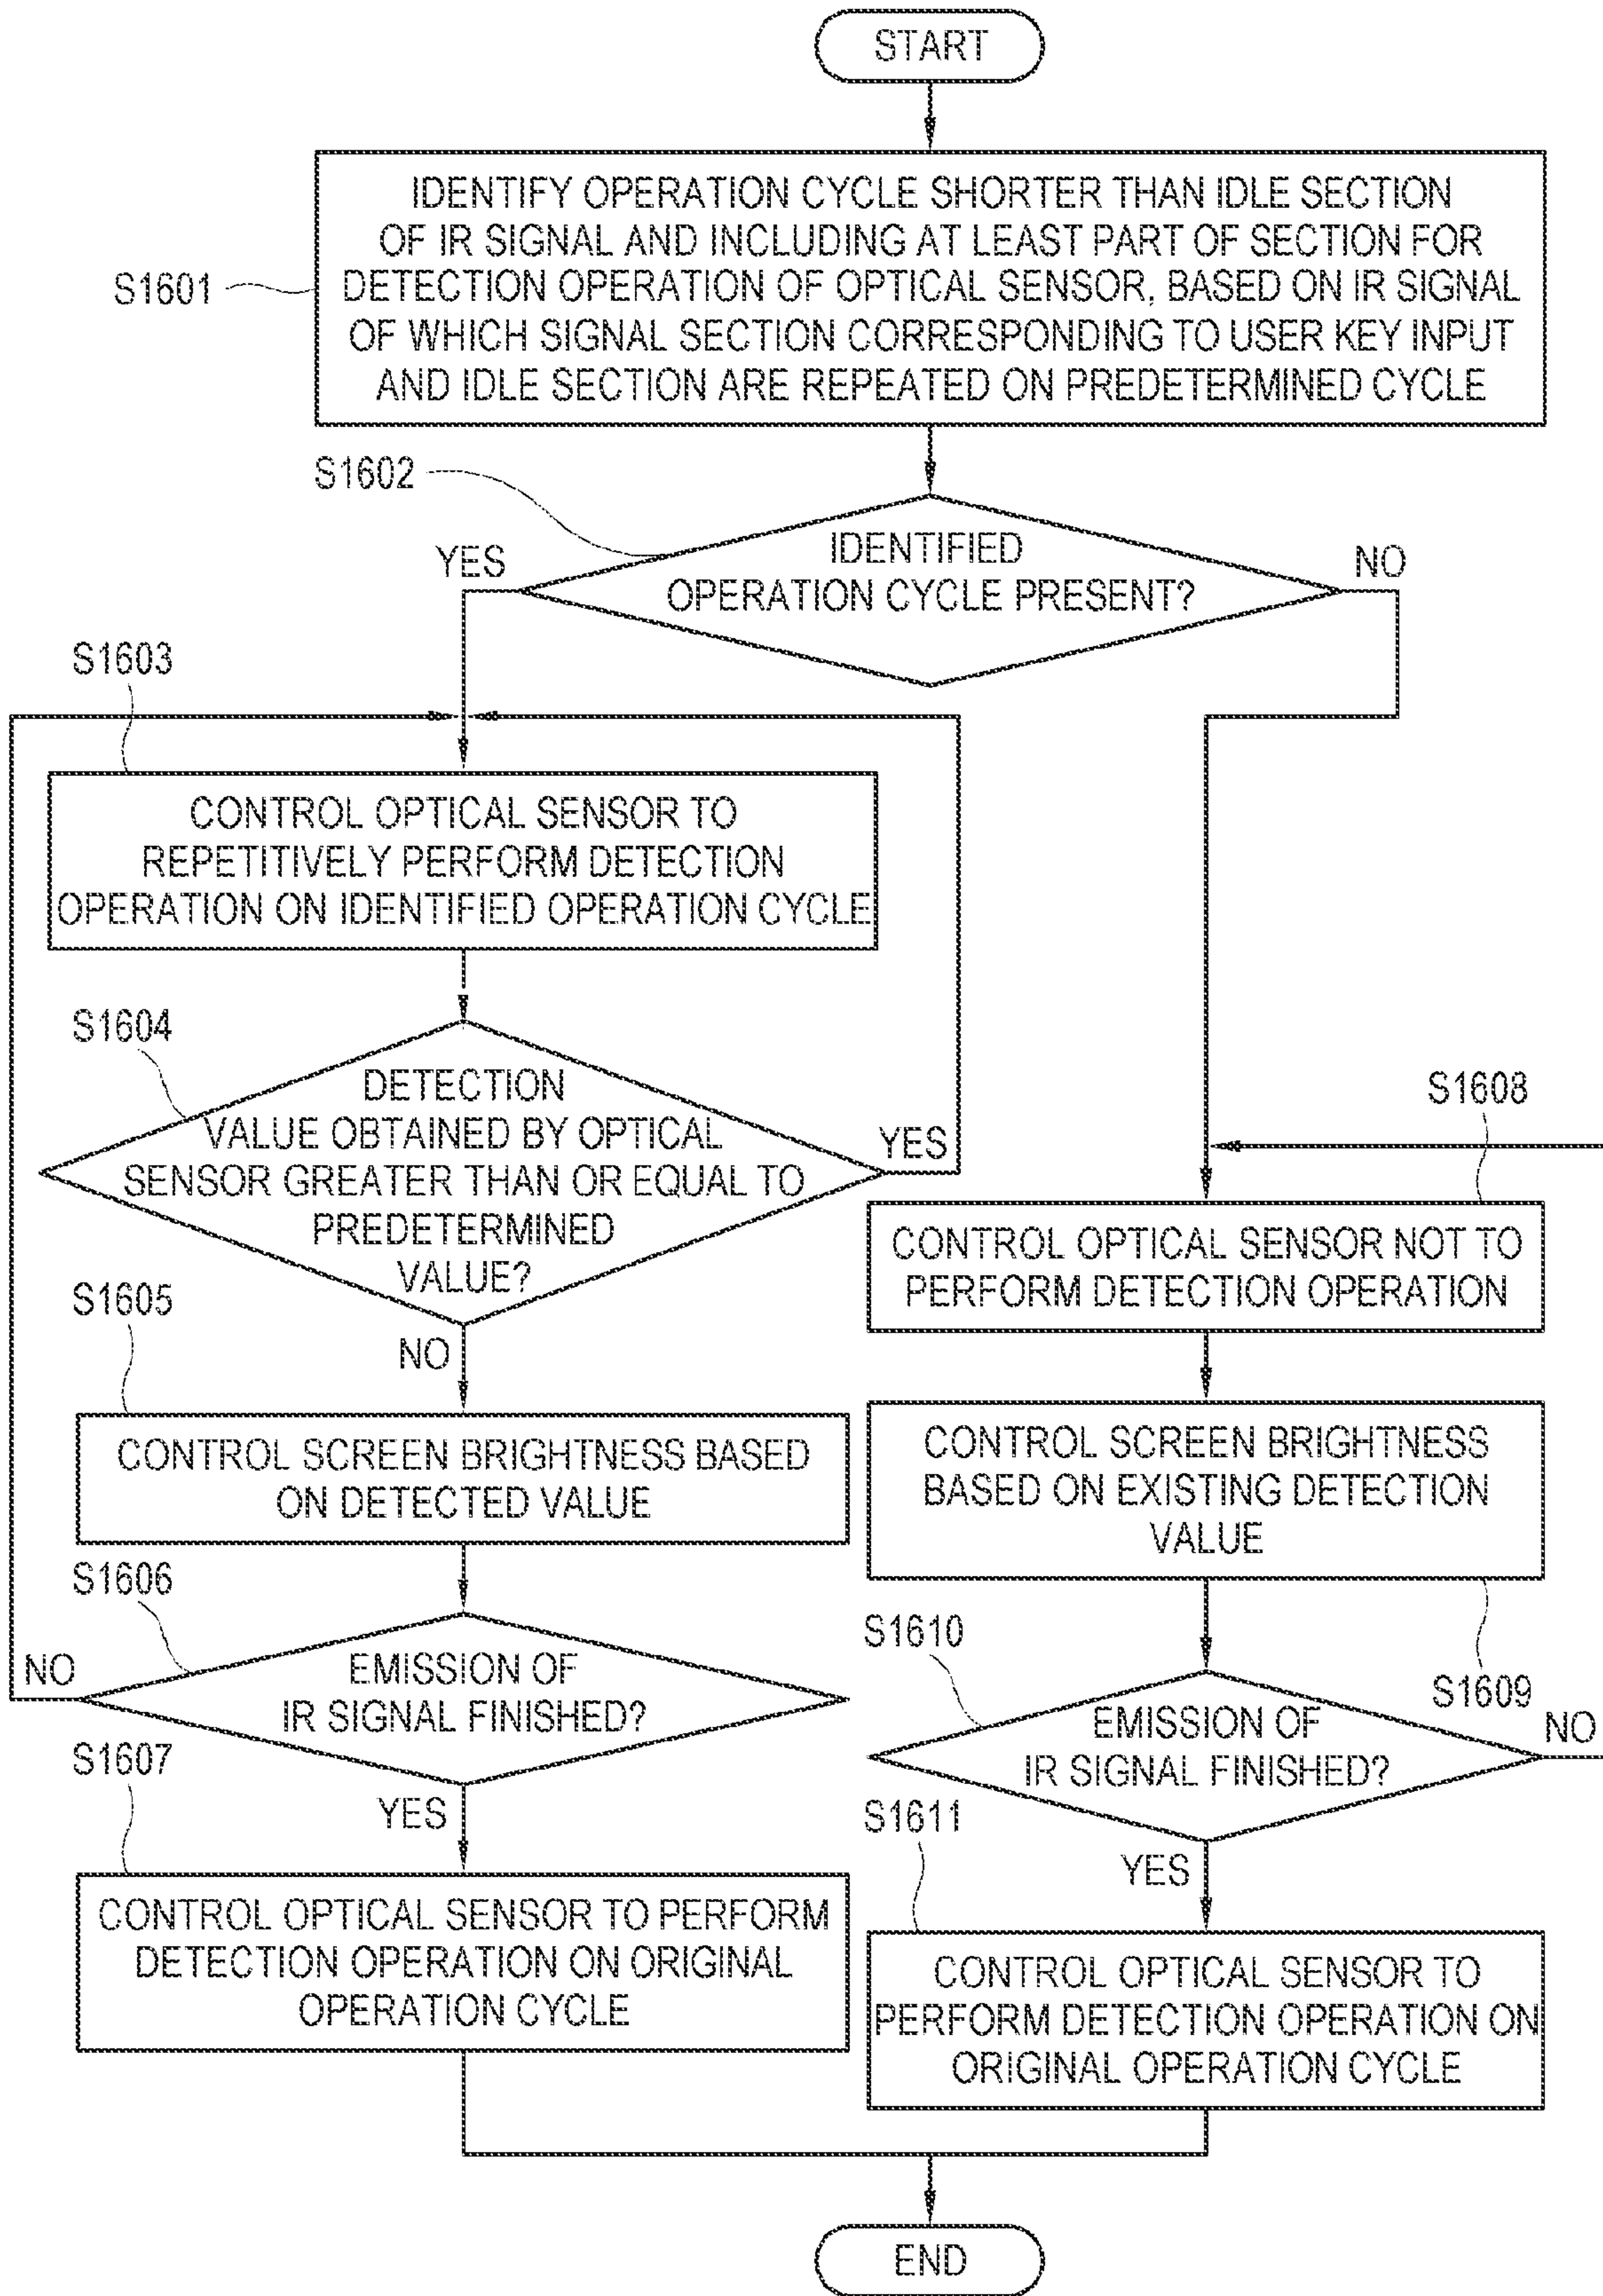 START
IDENTIFY OPERATION CYCLE SHORTER THAN IDLE SECTION
OF IR SIGNAL AND INCLUDING AT LEAST PART OF SECTION FOR
DETECTION OPERATION OF OPTICAL SENSOR, BASED ON IR SIGNAL
OF WHICH SIGNAL SECTION CORRESPONDING TO USER KEY INPUT
AND IDLE SECTION ARE REPEATED ON PREDETERMINED CYCLE
S1601
S1602
IDENTIFIED
OPERATION CYCLE PRESENT?
YES
NO
S1603
CONTROL OPTICAL SENSOR TO
REPETITIVELY PERFORM DETECTION
OPERATION ON IDENTIFIED OPERATION CYCLE
S1604
DETECTION
VALUE OBTAINED BY OPTICAL
SENSOR GREATER THAN OR EQUAL TO
PREDETERMINED
VALUE?
YES
NO
S1605
CONTROL SCREEN BRIGHTNESS BASED
ON DETECTED VALUE
S1606
EMISSION OF
IR SIGNAL FINISHED?
NO
YES
S1607
CONTROL OPTICAL SENSOR TO PERFORM
DETECTION OPERATION ON ORIGINAL
OPERATION CYCLE
S1608
CONTROL OPTICAL SENSOR NOT TO
PERFORM DETECTION OPERATION
CONTROL SCREEN BRIGHTNESS
BASED ON EXISTING DETECTION
VALUE
S1609
S1610
EMISSION OF
IR SIGNAL FINISHED?
NO
YES
S1611
CONTROL OPTICAL SENSOR TO
PERFORM DETECTION OPERATION ON
ORIGINAL OPERATION CYCLE
END